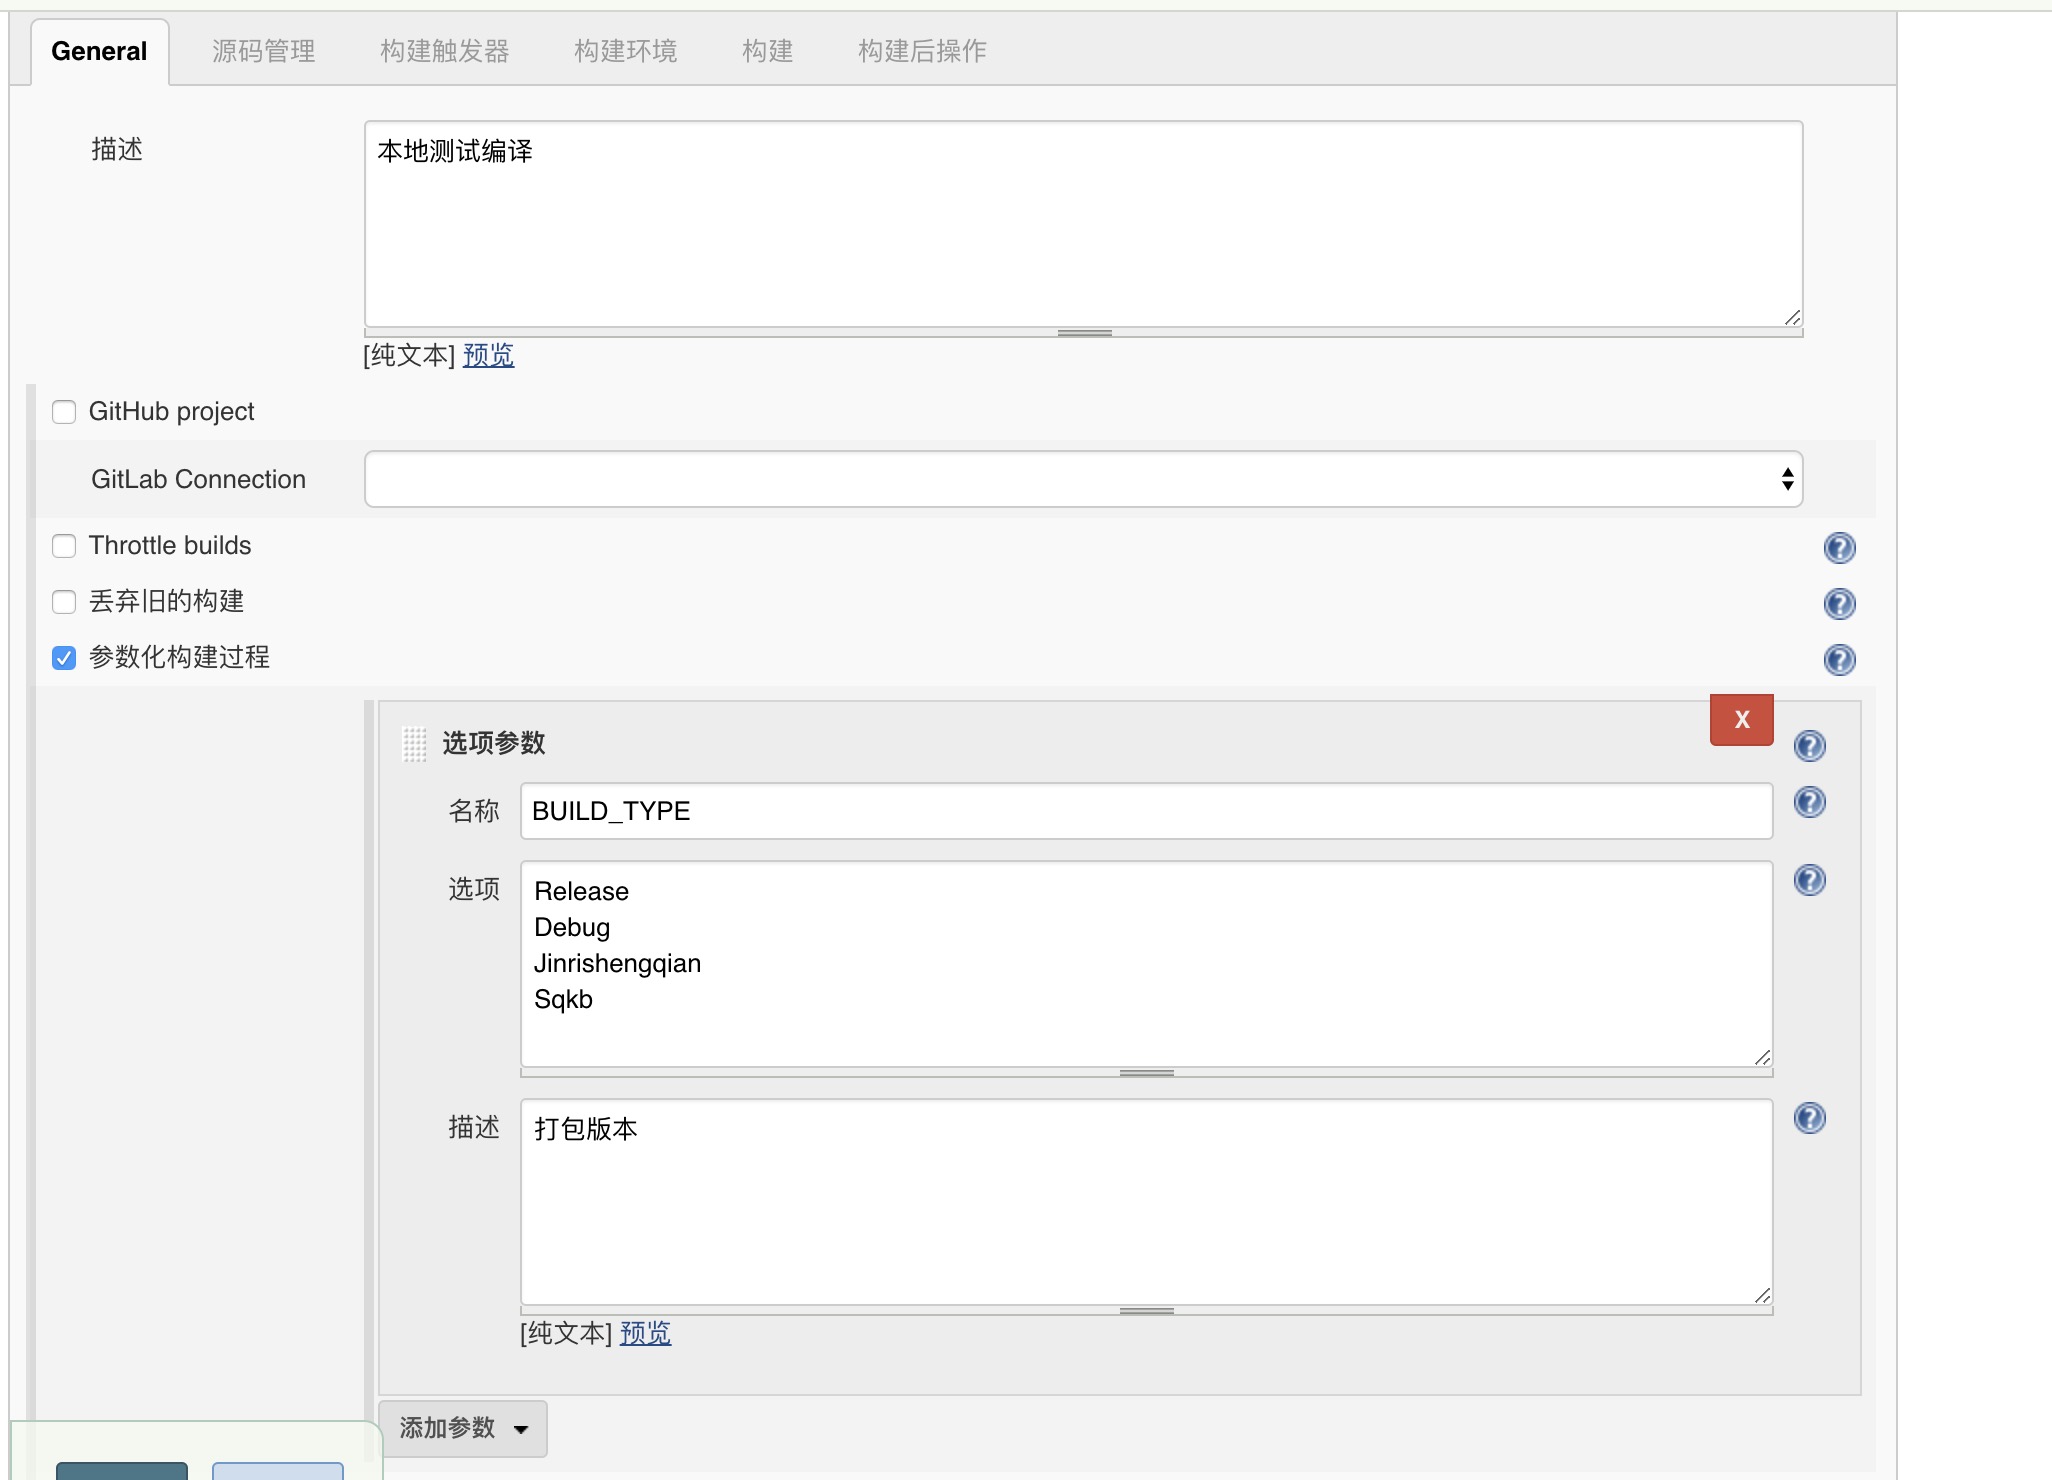 General 源码管理 构建触发器 构建环境 构建 构建后操作
描述
本地测试编译
[纯文本] 预览
GitHub project
GitLab Connection
Throttle builds
丢弃旧的构建
参数化构建过程
X
选项参数
名称 BUILD_TYPE
选项
Release
Debug
Jinrishengqian
Sqkb
描述
打包版本
[纯文本] 预览
添加参数